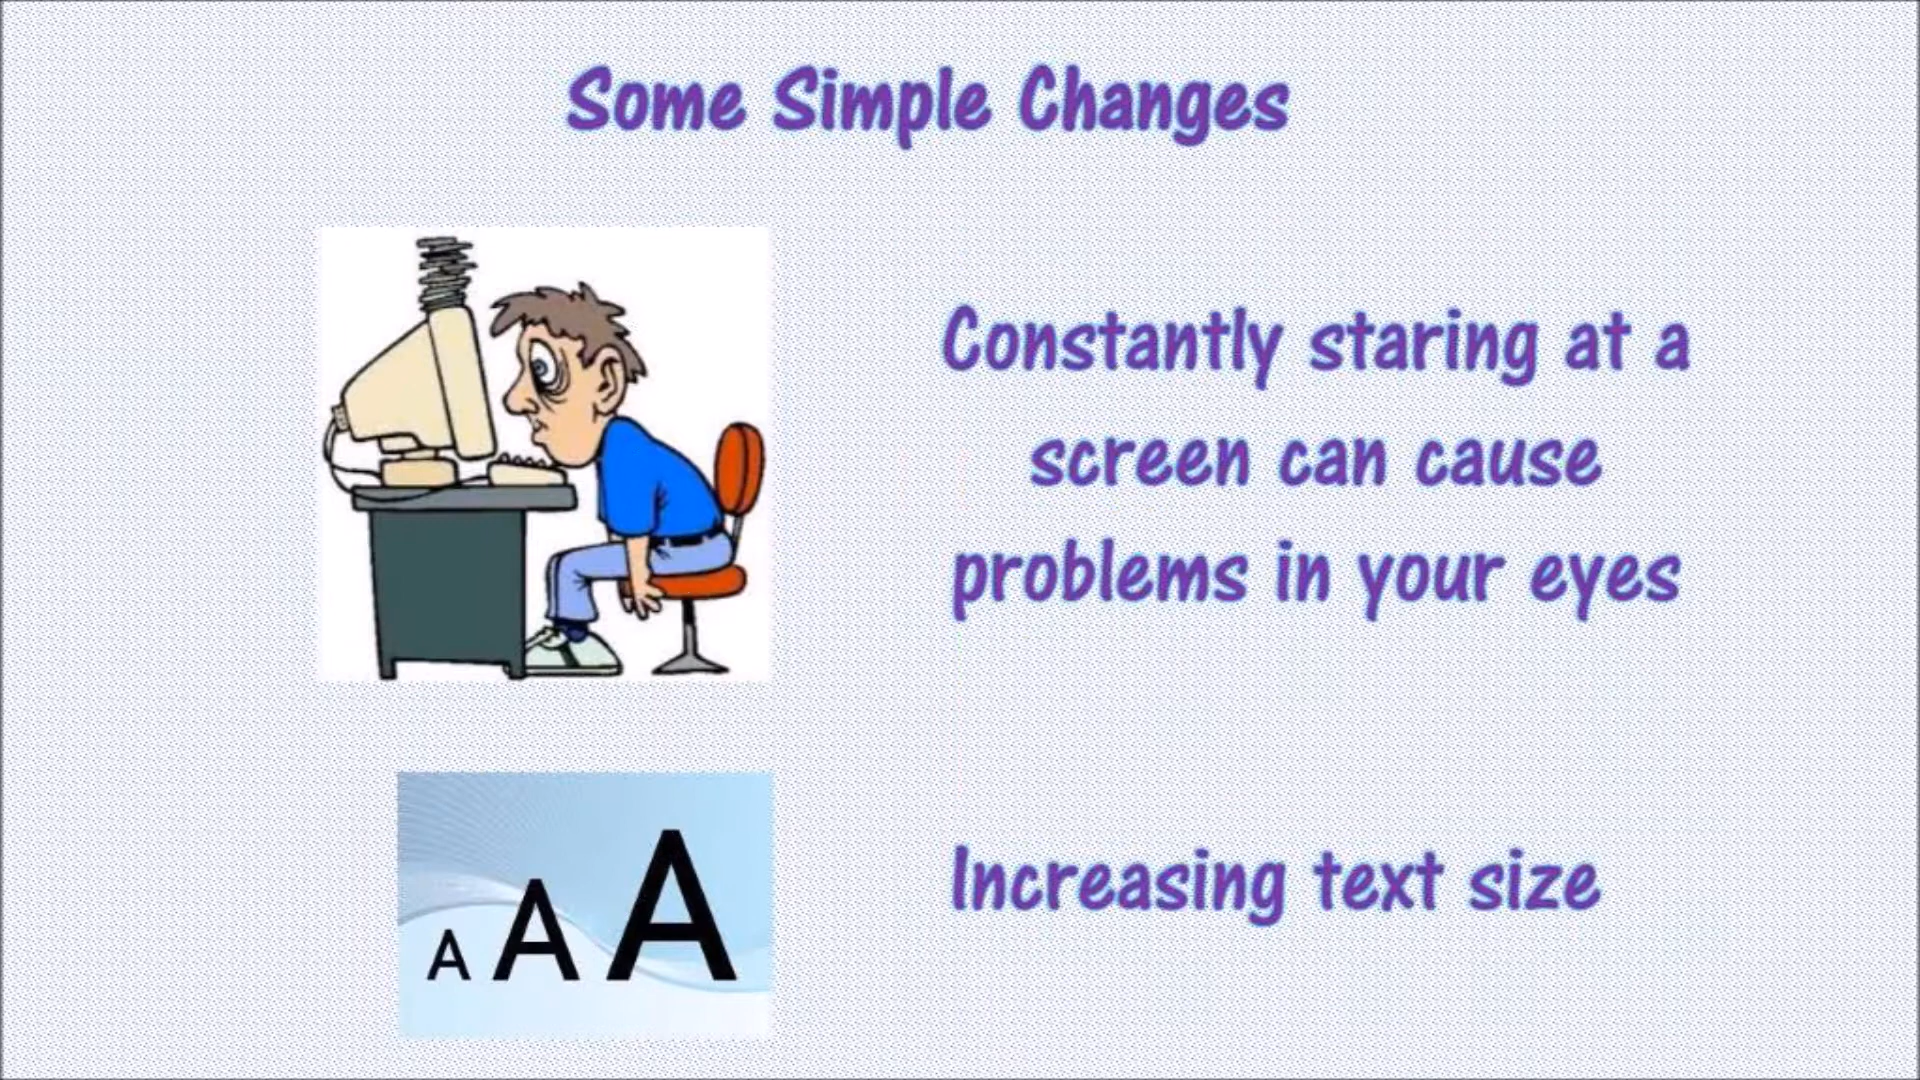 Some Simple Changes
Constantly staring at a
screen can cause
problems in your eyes
A A A
Increasing text size